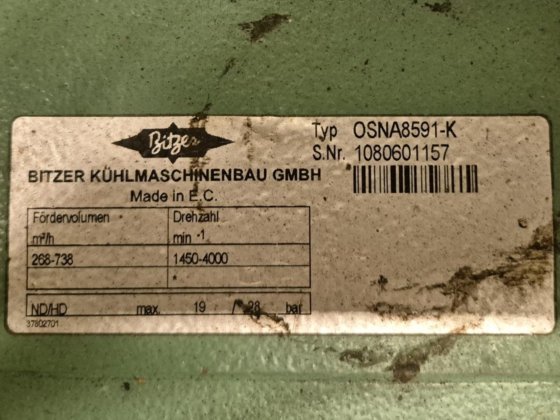 Bitzer
BITZER KÜHLMASCHINENBAU GMBH
Made in E.C.
Typ OSNA8591-K
S.Nr. 1080601157
Fördervolumen Drehzahl
m³/h min -1
268-738 1450-4000
*
ND/HD max. 19 / 28 bar
37802701